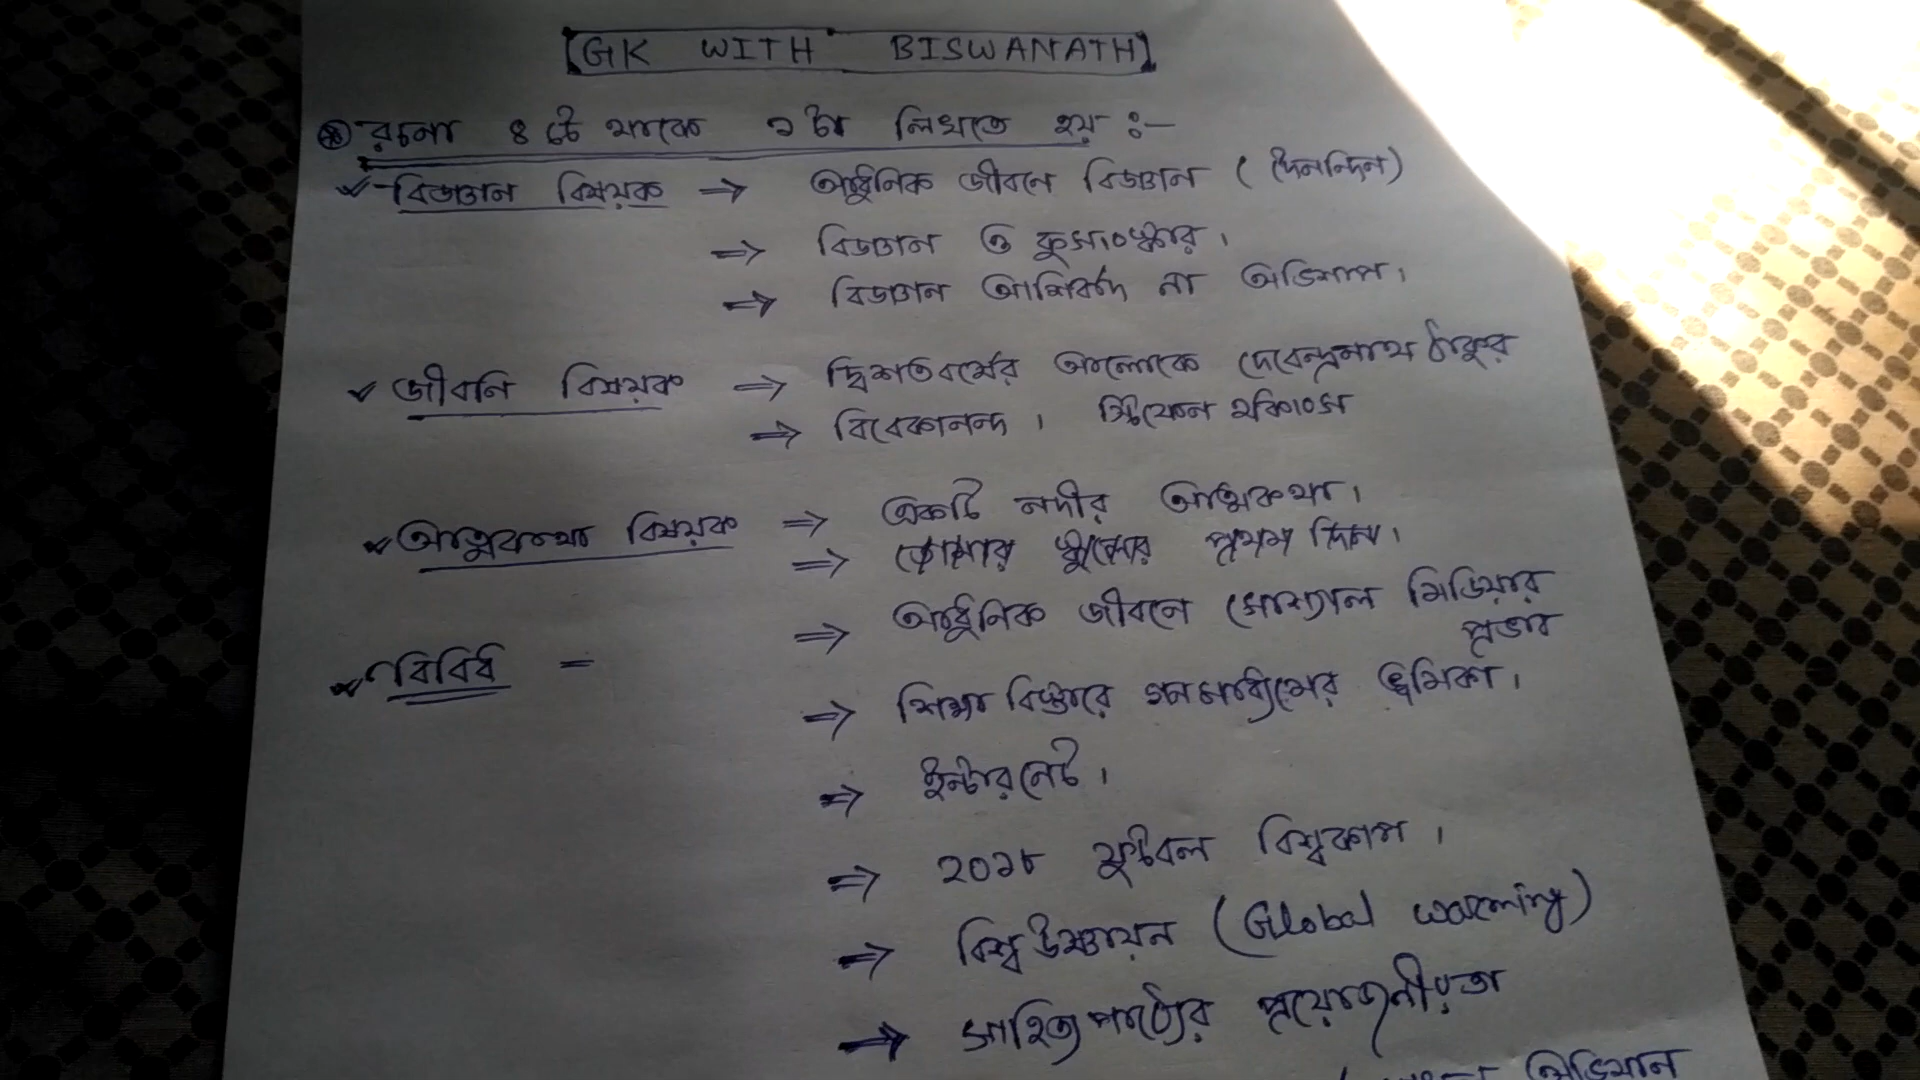 GK WITH BISWANATH
রচনা ৪ টে থাকে ১ টা লিখতে হয় :-
বিজ্ঞান বিষয়ক ⇒ আধুনিক জীবনে বিজ্ঞান ( দৈনন্দিন )
⇒ বিজ্ঞান ও কুসংস্কার ।
⇒ বিজ্ঞান আশির্বাদ না অভিশাপ ।
জীবনি বিষয়ক ⇒ দ্বিশতবর্ষের আলোকে দেবেন্দ্রনাথ ঠাকুর
⇒ বিবেকানন্দ । স্টিফেন হকিংস
আত্মকথা বিষয়ক ⇒ একটি নদীর আত্মকথা ।
⇒ তোমার স্কুলের প্রথম দিন ।
⇒ আধুনিক জীবনে সোশ্যাল মিডিয়ার
প্রভাব
বিবিধ =
⇒ শিক্ষা বিস্তারে গনমাধ্যমের ভূমিকা ।
⇒ ইন্টারনেট ।
⇒ ২০১৮ ফুটবল বিশ্বকাপ ।
⇒ বিশ্ব উষ্ণায়ন ( Global warming )
⇒ সাহিত্য পাঠের প্রয়োজনীয়তা
অভিযান